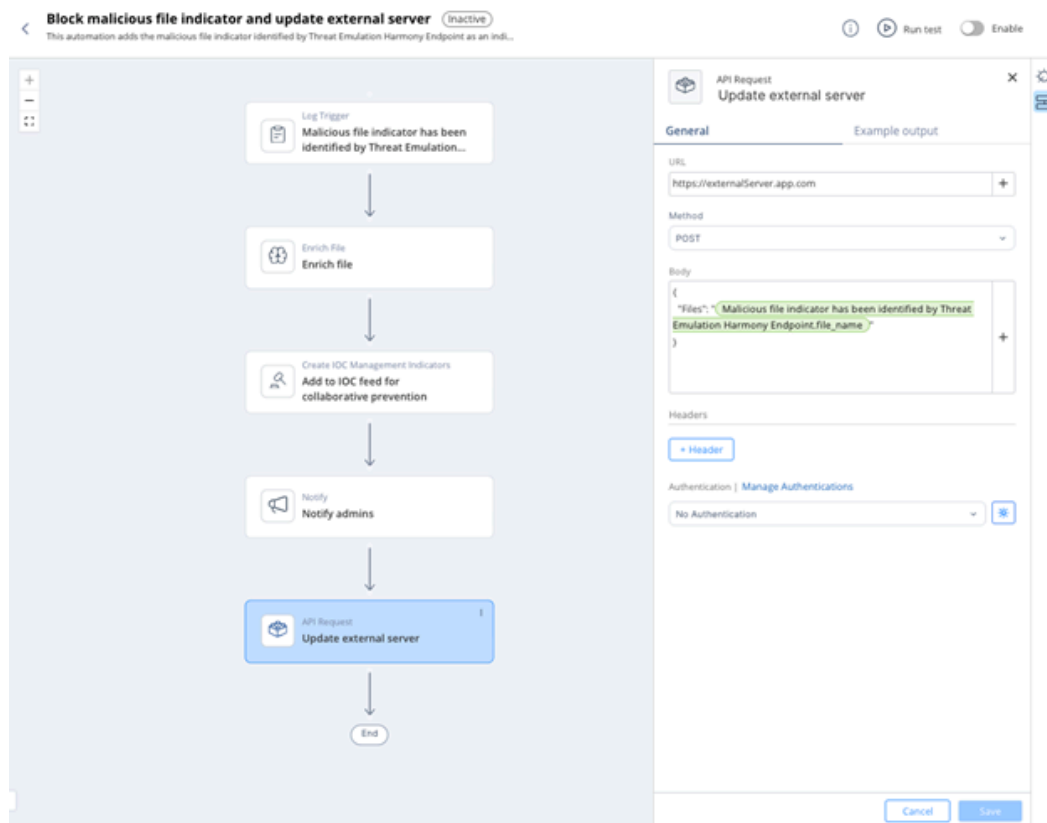 Block malicious file indicator and update external server Inactive
This automation adds the malicious file indicator identified by Threat Emulation Harmony Endpoint as an indi...
Run test
Enable
Log Trigger
Malicious file indicator has been
identified by Threat Emulation...
Enrich File
Enrich file
Create IOC Management Indicators
Add to IOC feed for
collaborative prevention
Notify
Notify admins
API Request
Update external server
End
API Request
Update external server
General Example output
URL
https://externalServer.app.com
Method
POST
Body
{
"Files": " Malicious file indicator has been identified by Threat
Emulation Harmony Endpoint.file_name "
}
Headers
+ Header
Authentication | Manage Authentications
No Authentication
Cancel Save